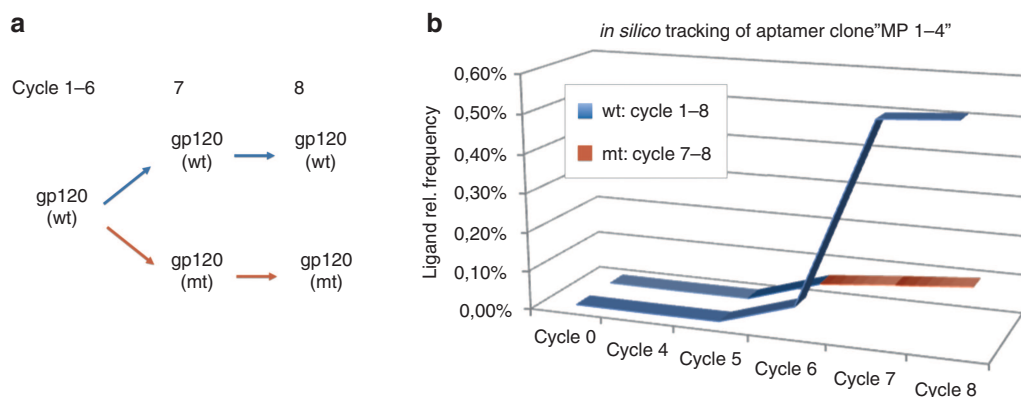 a
Cycle 1–6 7 8
gp120
(wt)
gp120
(wt)
gp120
(wt)
gp120
(mt)
gp120
(mt)
b
in silico tracking of aptamer clone"MP 1–4"
Ligand rel. frequency
0,60%
0,50%
0,40%
0,30%
0,20%
0,10%
0,00%
wt: cycle 1–8
mt: cycle 7–8
Cycle 0
Cycle 4
Cycle 5
Cycle 6
Cycle 7
Cycle 8